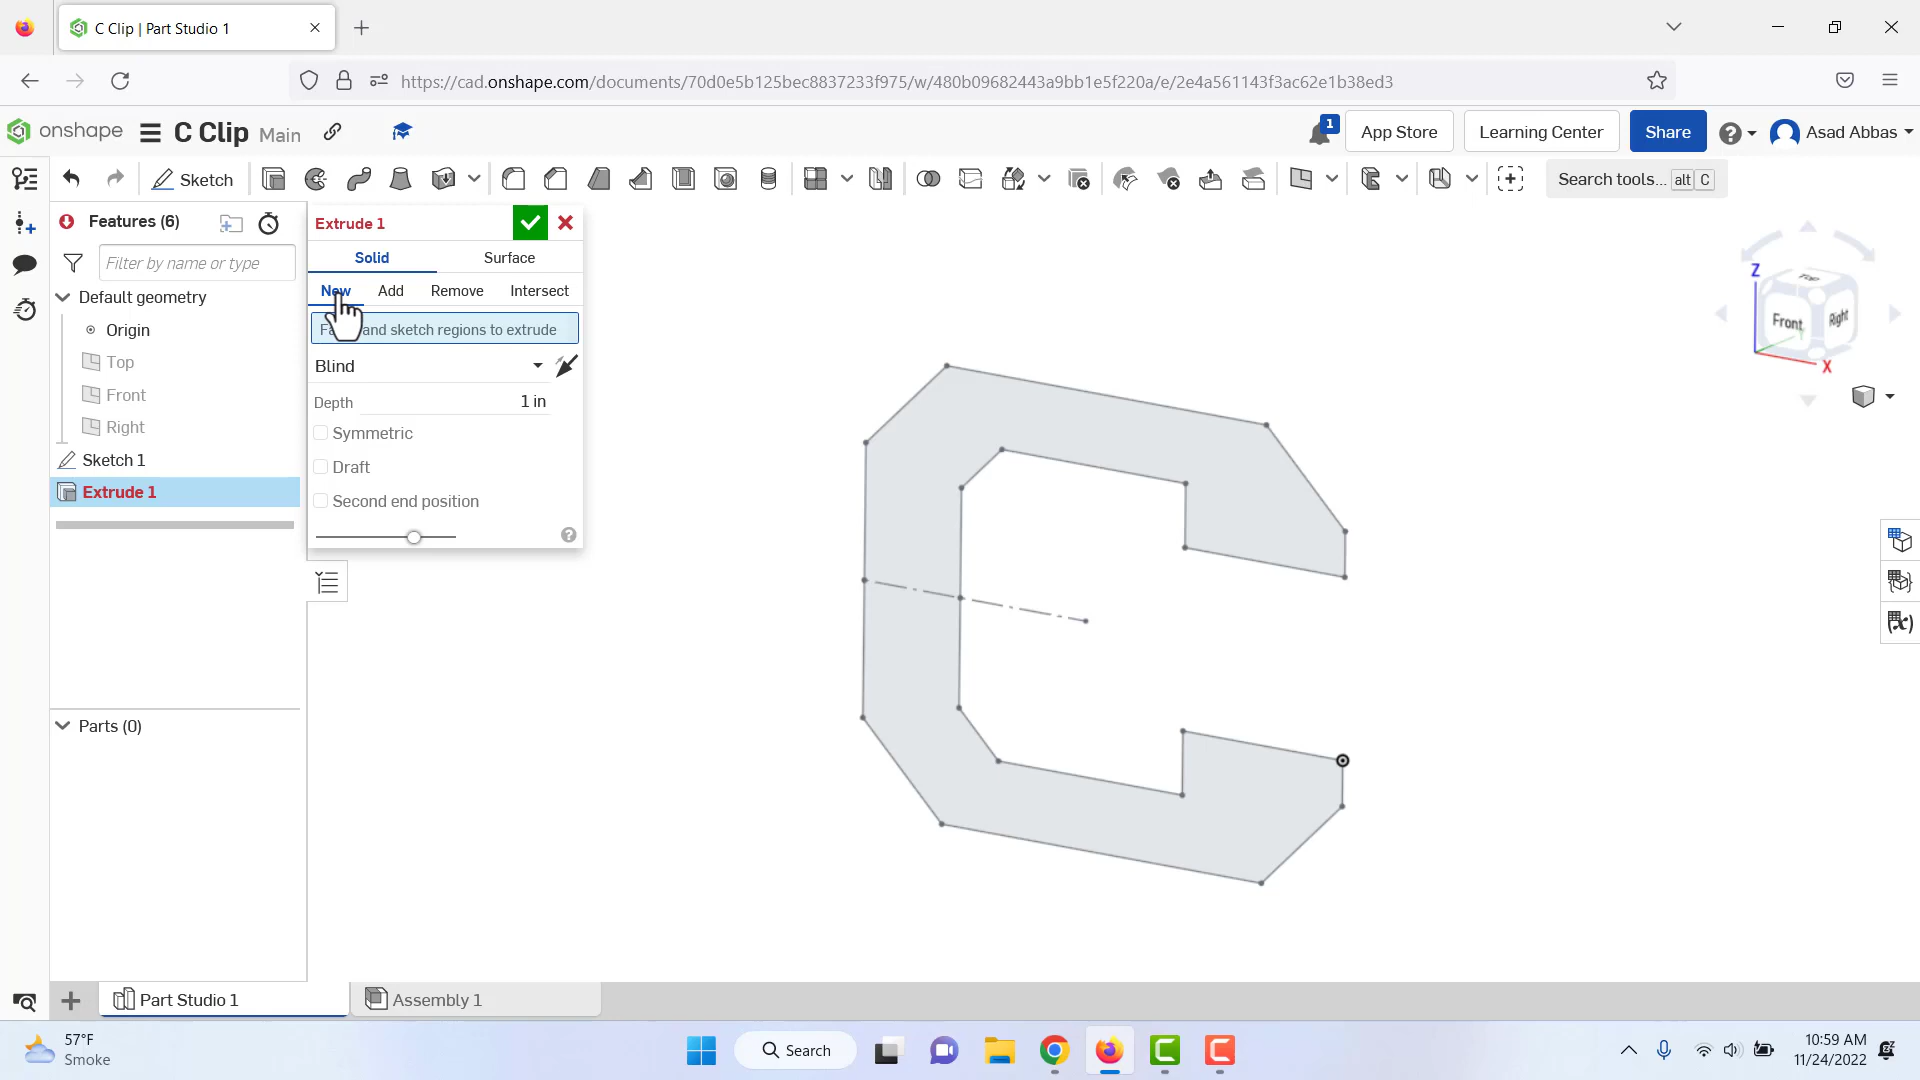 C Clip | Part Studio 1
https://cad.onshape.com/documents/70d0e5b125bec8837233f975/w/480b09682443a9bb1e5f220a/e/2e4a561143f3ac62e1b38ed3
onshape C Clip Main 1 App Store Learning Center Share Asad Abbas
Sketch Search tools... alt C
Features (6)
Filter by name or type
Default geometry
Origin
Top
Front
Right
Sketch 1
Extrude 1
Parts (0)
Extrude 1
Solid Surface
New Add Remove Intersect
and sketch regions to extrude
Blind
Depth 1 in
Symmetric
Draft
Second end position
Z
Top
Front
Right
Y
X
(x)
Part Studio 1 Assembly 1
57°F
Smoke
Search
10:59 AM
11/24/2022